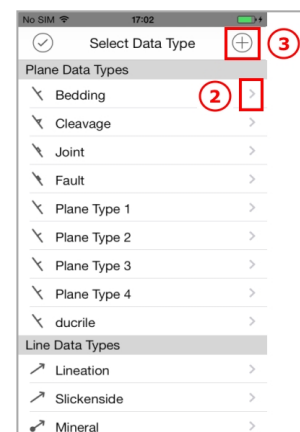 No SIM 17:02
Select Data Type 3
Plane Data Types
Bedding 2
Cleavage
Joint
Fault
Plane Type 1
Plane Type 2
Plane Type 3
Plane Type 4
ducrile
Line Data Types
Lineation
Slickenside
Mineral